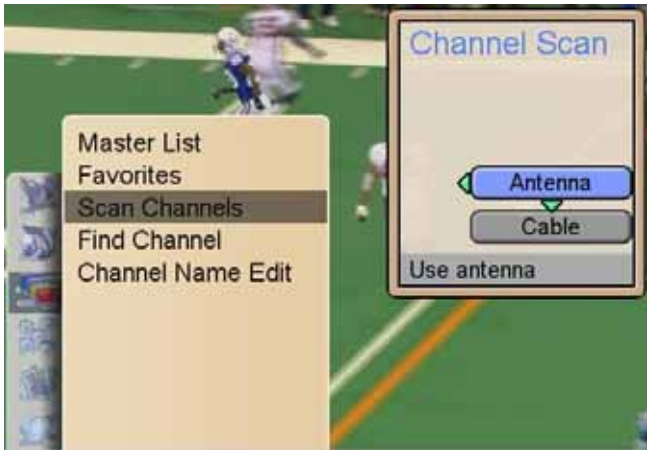 Master List
Favorites
Scan Channels
Find Channel
Channel Name Edit
Channel Scan
Antenna
Cable
Use antenna